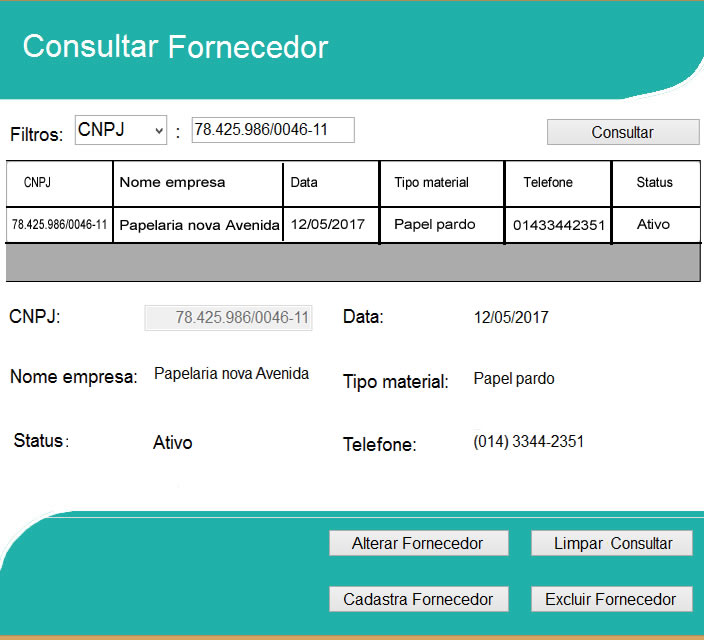 Consultar Fornecedor
Filtros: CNPJ : 78.425.986/0046-11 Consultar
CNPJ Nome empresa Data Tipo material Telefone Status
78.425.986/0046-11 Papelaria nova Avenida 12/05/2017 Papel pardo 01433442351 Ativo
CNPJ: 78.425.986/0046-11 Data: 12/05/2017
Nome empresa: Papelaria nova Avenida Tipo material: Papel pardo
Status: Ativo Telefone: (014) 3344-2351
Alterar Fornecedor Limpar Consultar
Cadastra Fornecedor Excluir Fornecedor